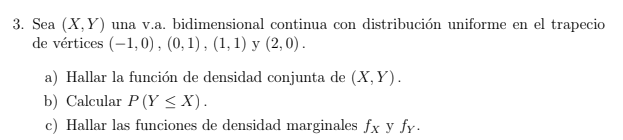 3. Sea (X, Y) una v.a. bidimensional continua con distribución uniforme en el trapecio
de vértices (−1, 0) , (0, 1) , (1, 1) y (2, 0) .
a) Hallar la función de densidad conjunta de (X, Y) .
b) Calcular P (Y ≤ X) .
c) Hallar las funciones de densidad marginales f_X y f_Y.